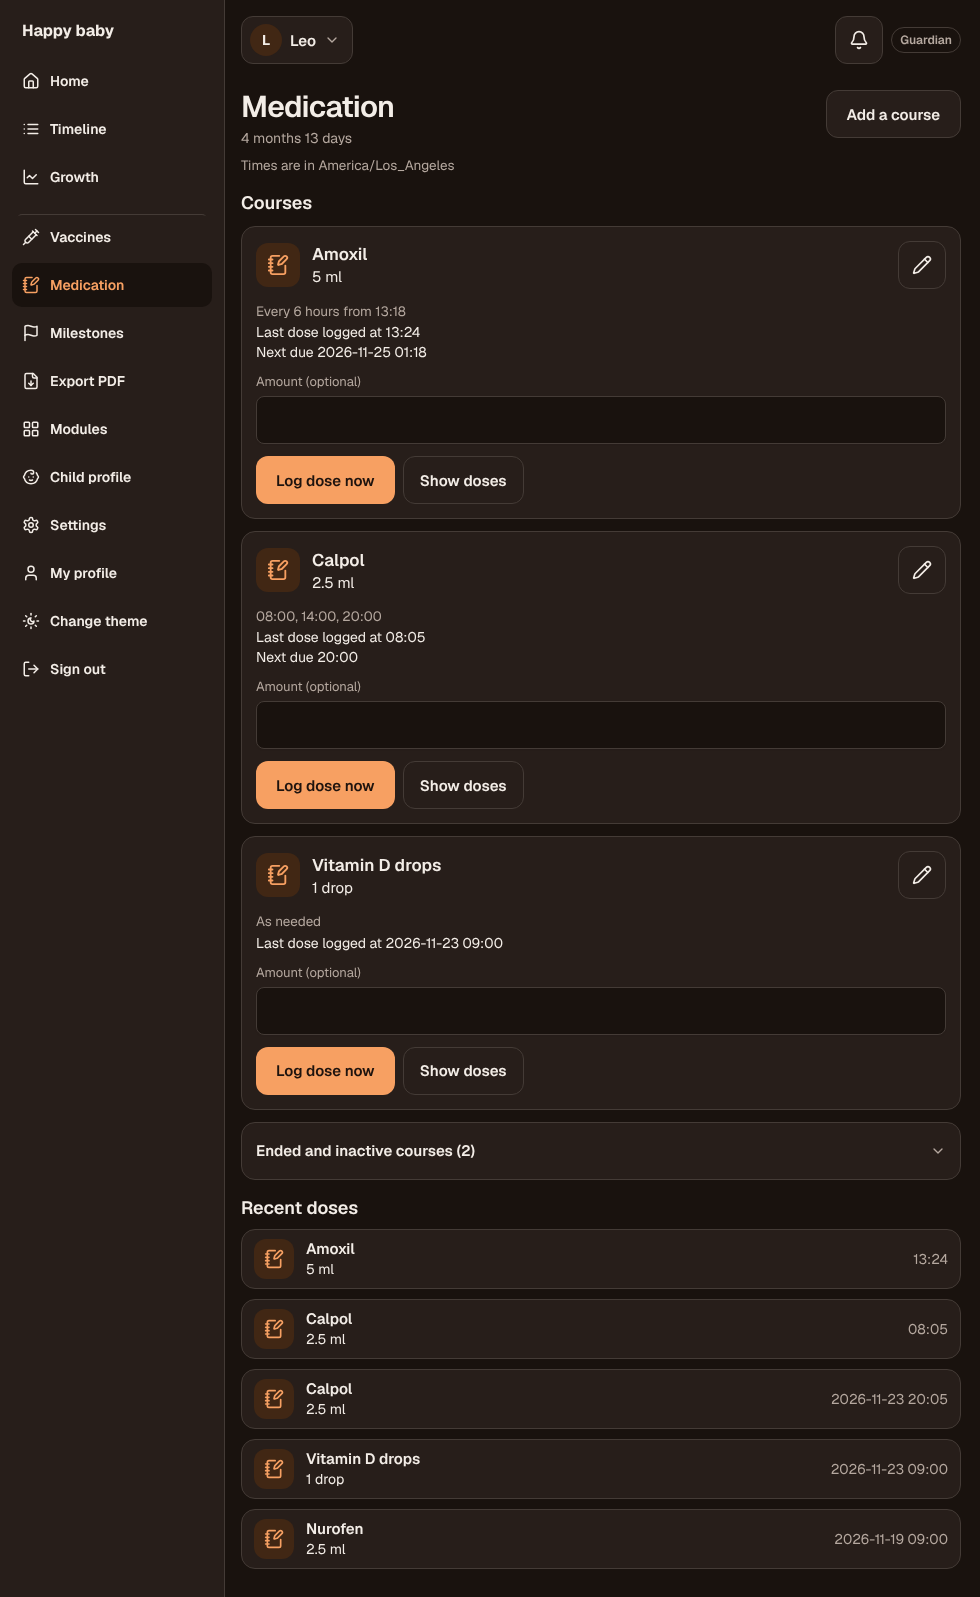 Happy baby
Home
Timeline
Growth
Vaccines
Medication
Milestones
Export PDF
Modules
Child profile
Settings
My profile
Change theme
Sign out
L Leo
Guardian
Medication
4 months 13 days
Times are in America/Los_Angeles
Add a course
Courses
Amoxil
5 ml
Every 6 hours from 13:18
Last dose logged at 13:24
Next due 2026-11-25 01:18
Amount (optional)
Log dose now
Show doses
Calpol
2.5 ml
08:00, 14:00, 20:00
Last dose logged at 08:05
Next due 20:00
Amount (optional)
Log dose now
Show doses
Vitamin D drops
1 drop
As needed
Last dose logged at 2026-11-23 09:00
Amount (optional)
Log dose now
Show doses
Ended and inactive courses (2)
Recent doses
Amoxil
5 ml
13:24
Calpol
2.5 ml
08:05
Calpol
2.5 ml
2026-11-23 20:05
Vitamin D drops
1 drop
2026-11-23 09:00
Nurofen
2.5 ml
2026-11-19 09:00